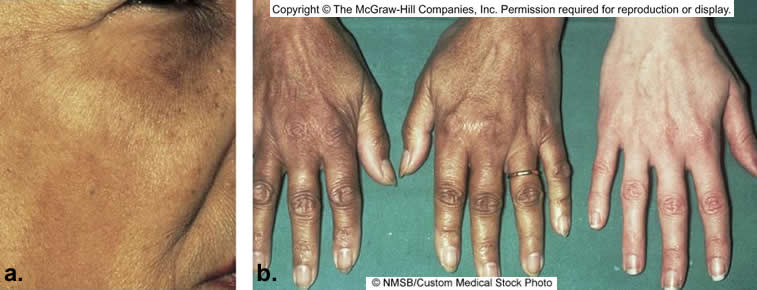 Copyright © The McGraw-Hill Companies, Inc. Permission required for reproduction or display.
a.
b.
© NMSB/Custom Medical Stock Photo